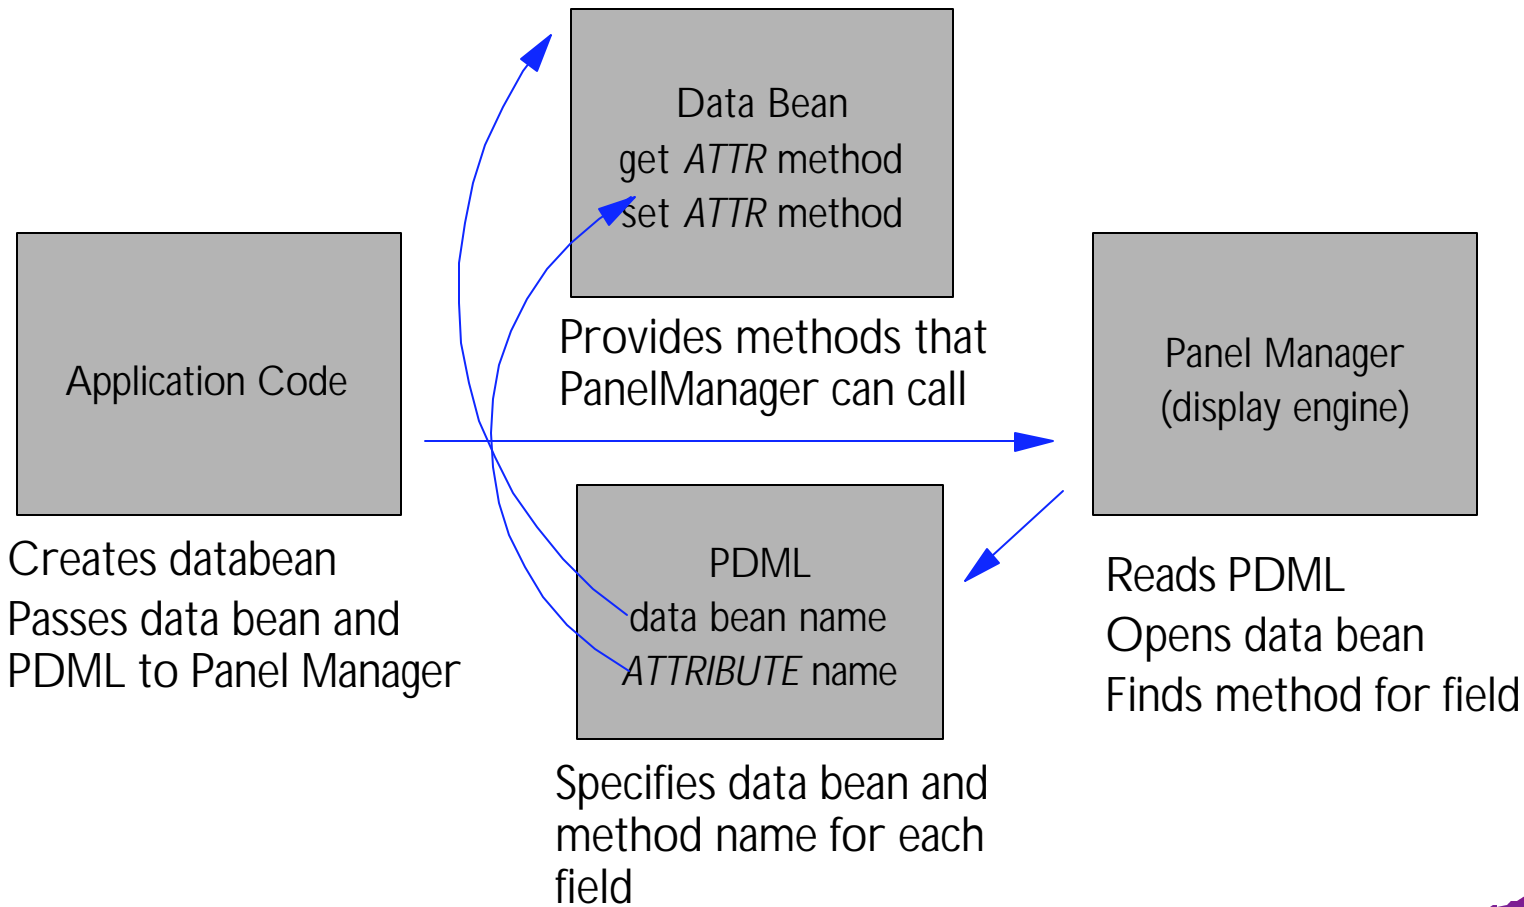 Data Bean
get ATTR method
set ATTR method
Provides methods that
PanelManager can call
Application Code
Creates databean
Passes data bean and
PDML to Panel Manager
PDML
data bean name
ATTRIBUTE name
Specifies data bean and
method name for each
field
Panel Manager
(display engine)
Reads PDML
Opens data bean
Finds method for field